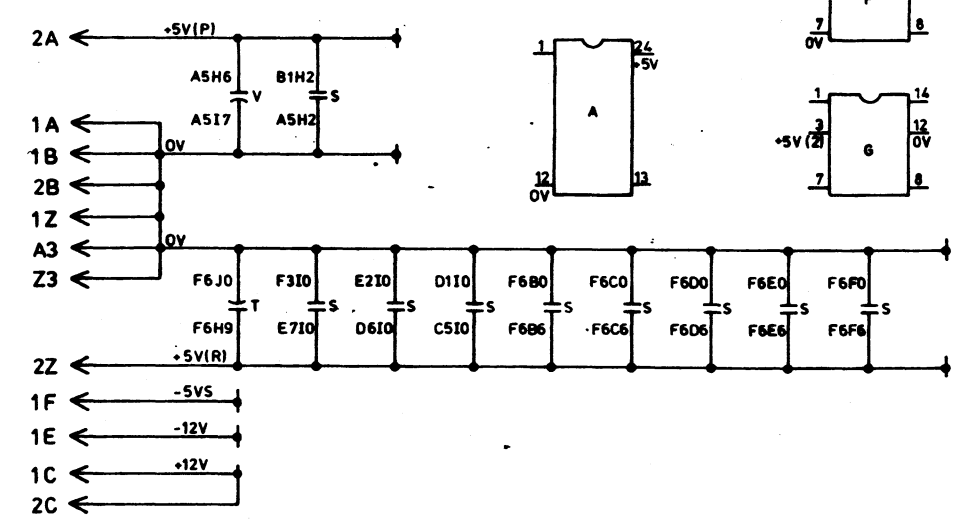 2A +5V(P)
A5H6 V A5I7
B1H2 S A5H2
1A
1B 0V
2B
1Z
A3 0V
Z3
F6J0 T F6H9
F3I0 S E7I0
E2I0 S D6I0
D1I0 S C5I0
F6B0 S F6B6
F6C0 S F6C6
F6D0 S F6D6
F6E0 S F6E6
F6F0 S F6F6
2Z +5V(R)
1F -5VS
1E -12V
1C +12V
2C
1 24
+5V
A
12 13
0V
7 8
0V
1 14
3 12
+5V(2) 0V
G
7 8